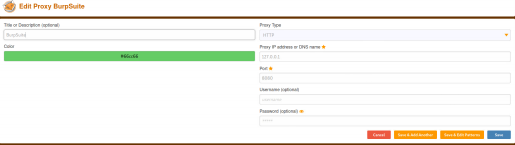 Edit Proxy BurpSuite
Title or Description (optional)
BurpSuite
Color
#66cc66
Proxy Type
HTTP
Proxy IP address or DNS name ★
127.0.0.1
Port ★
8080
Username (optional)
username
Password (optional)
*****
Cancel
Save & Add Another
Save & Edit Patterns
Save